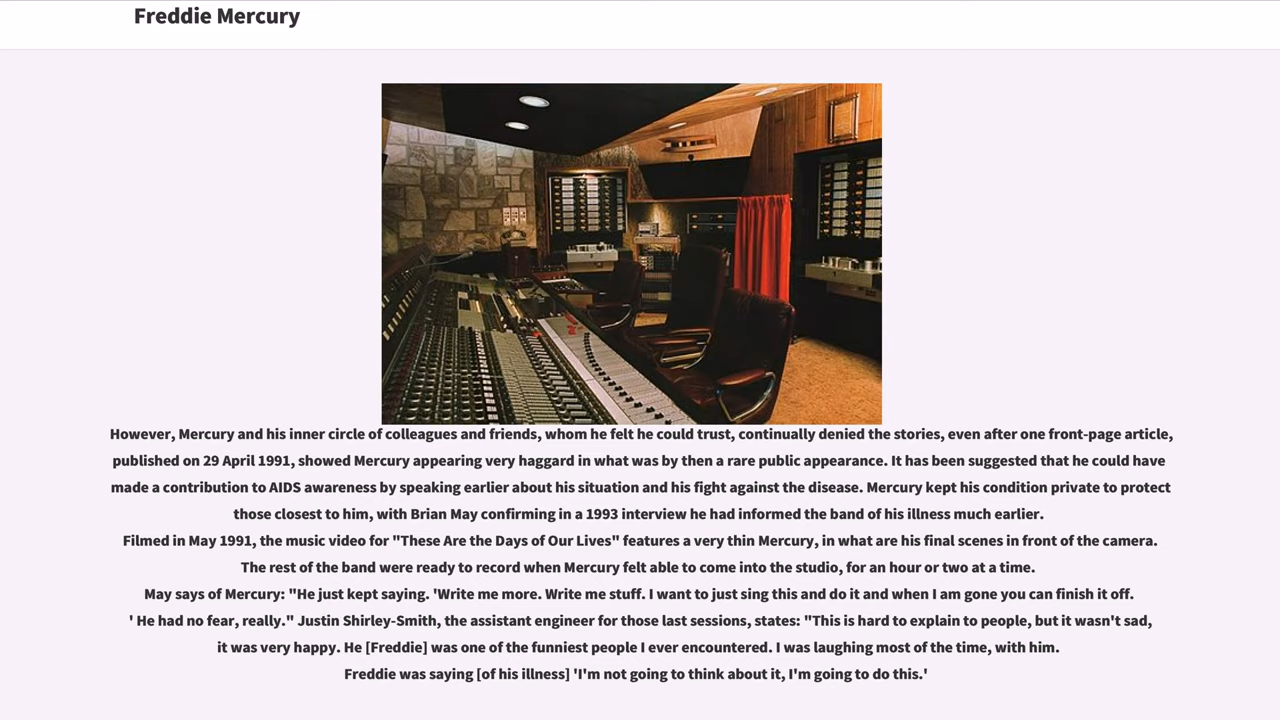 Freddie Mercury
However, Mercury and his inner circle of colleagues and friends, whom he felt he could trust, continually denied the stories, even after one front-page article,
published on 29 April 1991, showed Mercury appearing very haggard in what was by then a rare public appearance. It has been suggested that he could have
made a contribution to AIDS awareness by speaking earlier about his situation and his fight against the disease. Mercury kept his condition private to protect
those closest to him, with Brian May confirming in a 1993 interview he had informed the band of his illness much earlier.
Filmed in May 1991, the music video for "These Are the Days of Our Lives" features a very thin Mercury, in what are his final scenes in front of the camera.
The rest of the band were ready to record when Mercury felt able to come into the studio, for an hour or two at a time.
May says of Mercury: "He just kept saying. 'Write me more. Write me stuff. I want to just sing this and do it and when I am gone you can finish it off.
' He had no fear, really." Justin Shirley-Smith, the assistant engineer for those last sessions, states: "This is hard to explain to people, but it wasn't sad,
it was very happy. He [Freddie] was one of the funniest people I ever encountered. I was laughing most of the time, with him.
Freddie was saying [of his illness] 'I'm not going to think about it, I'm going to do this.'